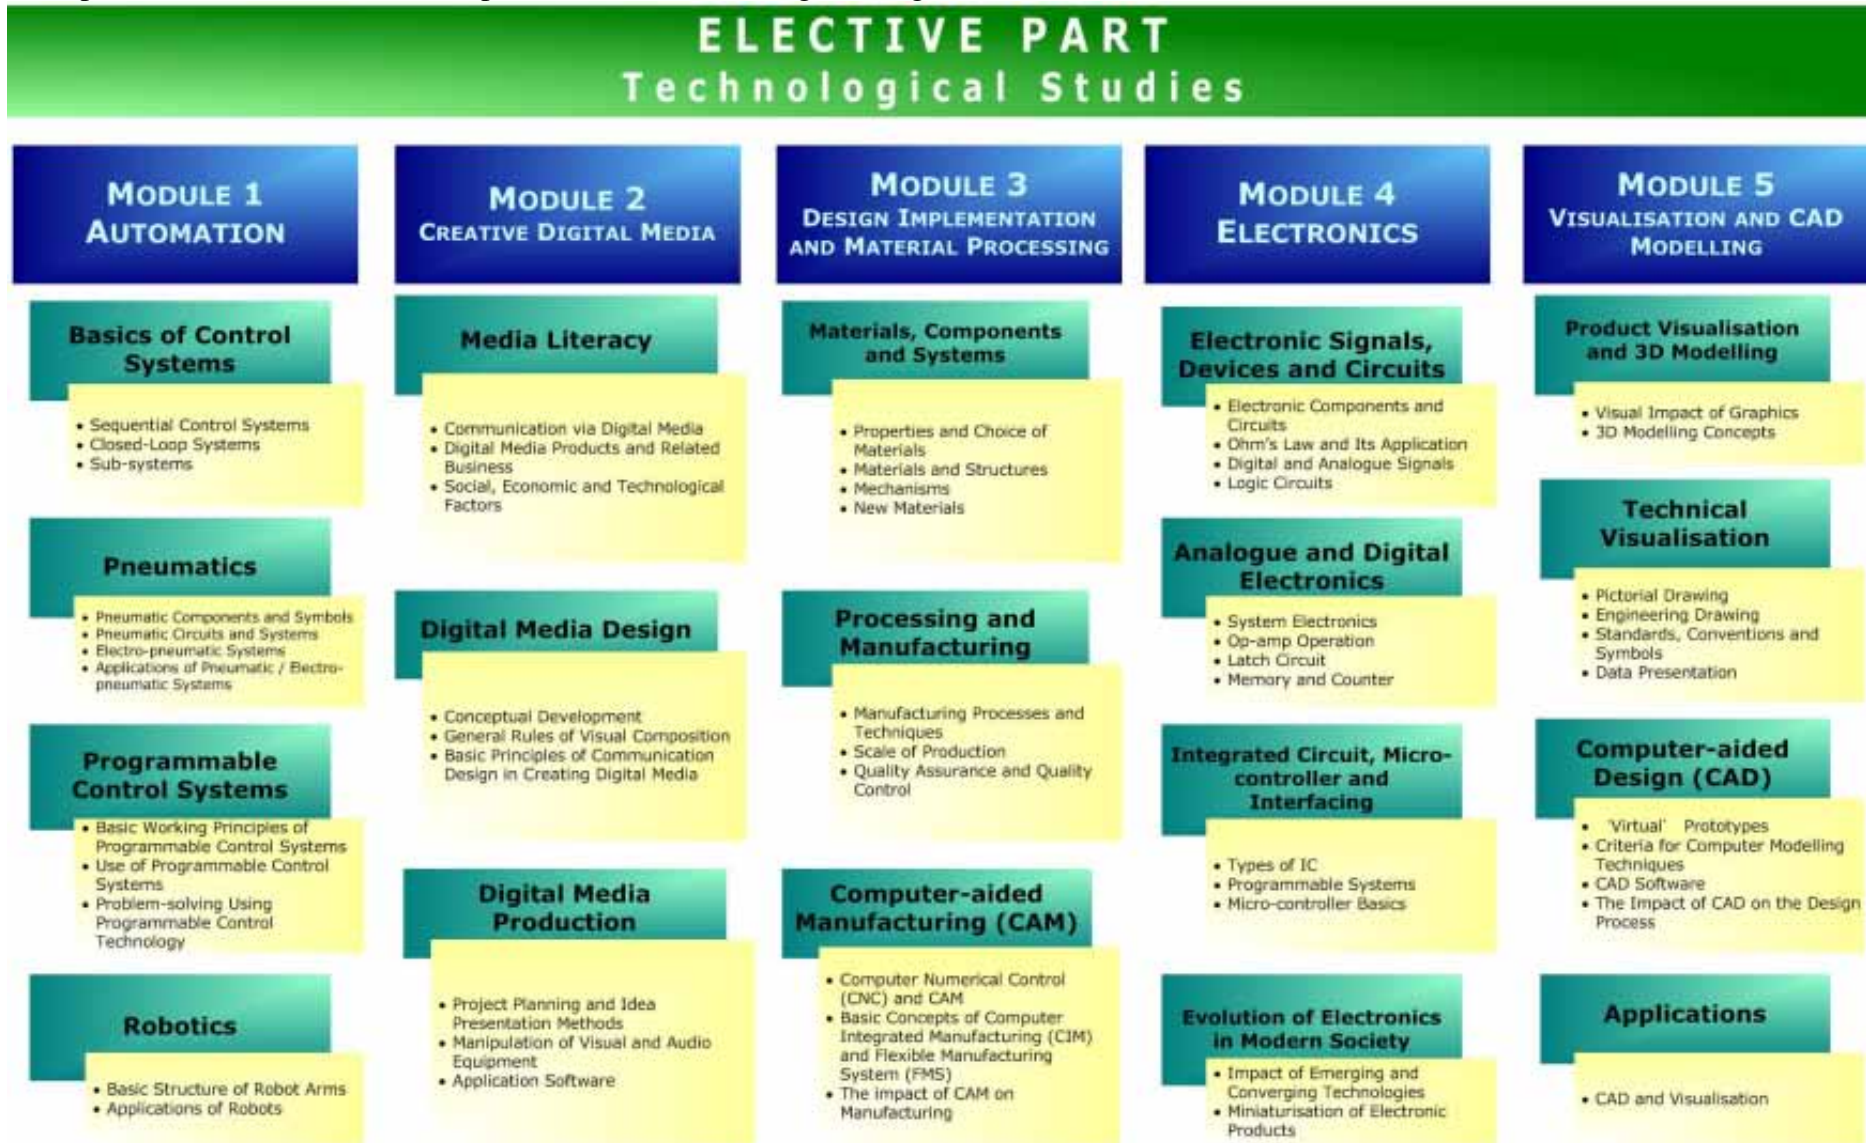 ELECTIVE PART
Technological Studies
MODULE 1
AUTOMATION
Basics of Control
Systems
• Sequential Control Systems
• Closed-Loop Systems
• Sub-systems
Pneumatics
• Pneumatic Components and Symbols
• Pneumatic Circuits and Systems
• Electro-pneumatic Systems
• Applications of Pneumatic / Electro-
pneumatic Systems
Programmable
Control Systems
• Basic Working Principles of
Programmable Control Systems
• Use of Programmable Control
Systems
• Problem-solving Using
Programmable Control
Technology
Robotics
• Basic Structure of Robot Arms
• Applications of Robots
MODULE 2
CREATIVE DIGITAL MEDIA
Media Literacy
• Communication via Digital Media
• Digital Media Products and Related
Business
• Social, Economic and Technological
Factors
Digital Media Design
• Conceptual Development
• General Rules of Visual Composition
• Basic Principles of Communication
Design in Creating Digital Media
Digital Media
Production
• Project Planning and Idea
Presentation Methods
• Manipulation of Visual and Audio
Equipment
• Application Software
MODULE 3
DESIGN IMPLEMENTATION
AND MATERIAL PROCESSING
Materials, Components
and Systems
• Properties and Choice of
Materials
• Materials and Structures
• Mechanisms
• New Materials
Processing and
Manufacturing
• Manufacturing Processes and
Techniques
• Scale of Production
• Quality Assurance and Quality
Control
Computer-aided
Manufacturing (CAM)
• Computer Numerical Control
(CNC) and CAM
• Basic Concepts of Computer
Integrated Manufacturing (CIM)
and Flexible Manufacturing
System (FMS)
• The impact of CAM on
Manufacturing
MODULE 4
ELECTRONICS
Electronic Signals,
Devices and Circuits
• Electronic Components and
Circuits
• Ohm's Law and Its Application
• Digital and Analogue Signals
• Logic Circuits
Analogue and Digital
Electronics
• System Electronics
• Op-amp Operation
• Latch Circuit
• Memory and Counter
Integrated Circuit, Micro-
controller and
Interfacing
• Types of IC
• Programmable Systems
• Micro-controller Basics
Evolution of Electronics
in Modern Society
• Impact of Emerging and
Converging Technologies
• Miniaturisation of Electronic
Products
MODULE 5
VISUALISATION AND CAD
MODELLING
Product Visualisation
and 3D Modelling
• Visual Impact of Graphics
• 3D Modelling Concepts
Technical
Visualisation
• Pictorial Drawing
• Engineering Drawing
• Standards, Conventions and
Symbols
• Data Presentation
Computer-aided
Design (CAD)
• 'Virtual' Prototypes
• Criteria for Computer Modelling
Techniques
• CAD Software
• The Impact of CAD on the Design
Process
Applications
• CAD and Visualisation